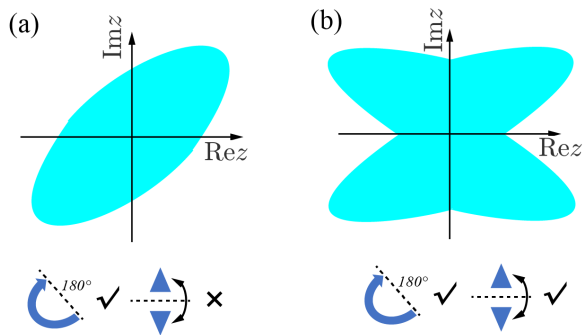 (a)
Imz
Rez
180° √ ×
(b)
Imz
Rez
180° √ √